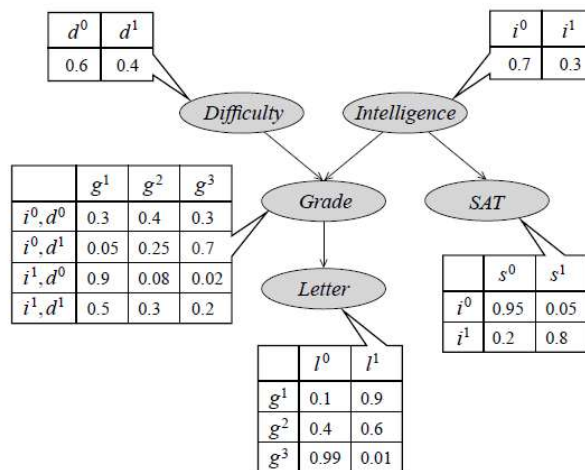 d⁰ d¹
0.6 0.4
i⁰ i¹
0.7 0.3
Difficulty
Intelligence
g¹ g² g³
i⁰,d⁰ 0.3 0.4 0.3
i⁰,d¹ 0.05 0.25 0.7
i¹,d⁰ 0.9 0.08 0.02
i¹,d¹ 0.5 0.3 0.2
Grade
SAT
s⁰ s¹
i⁰ 0.95 0.05
i¹ 0.2 0.8
Letter
l⁰ l¹
g¹ 0.1 0.9
g² 0.4 0.6
g³ 0.99 0.01